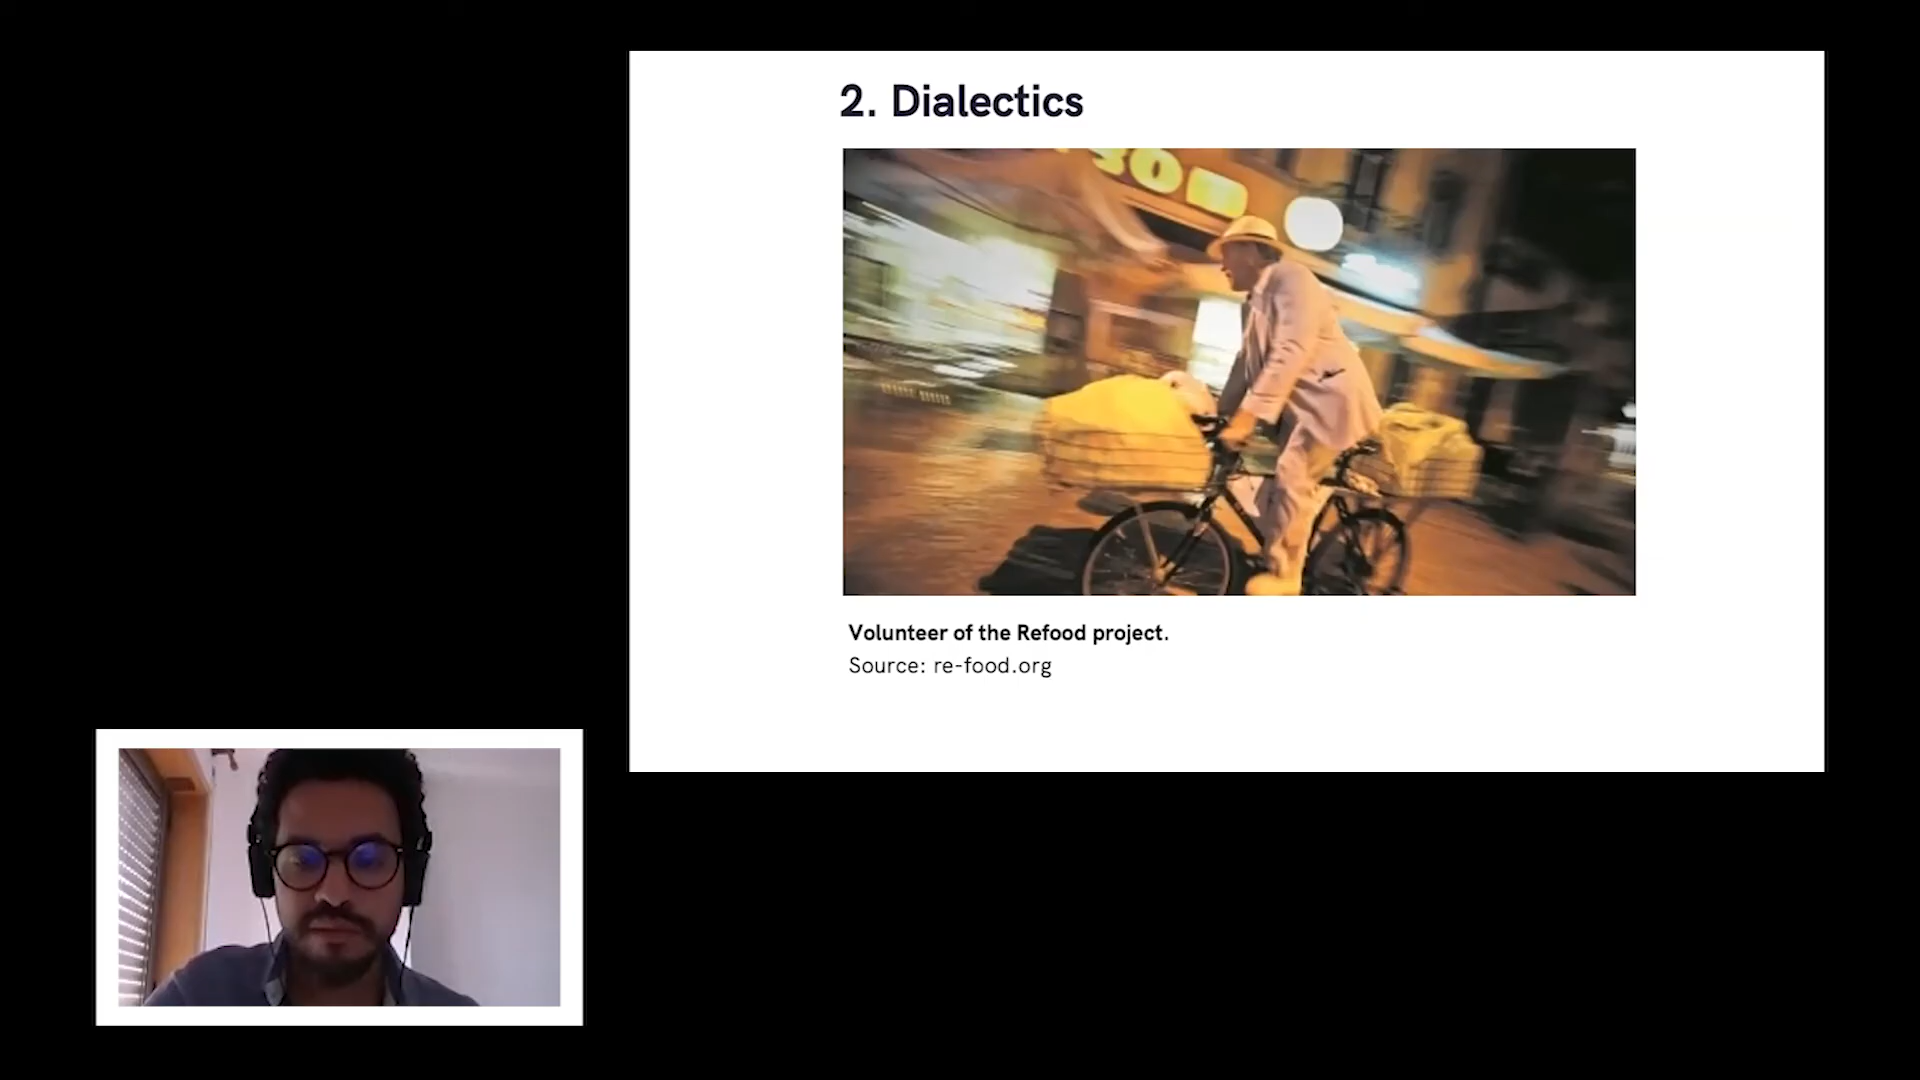 2. Dialectics
Volunteer of the Refood project.
Source: re-food.org